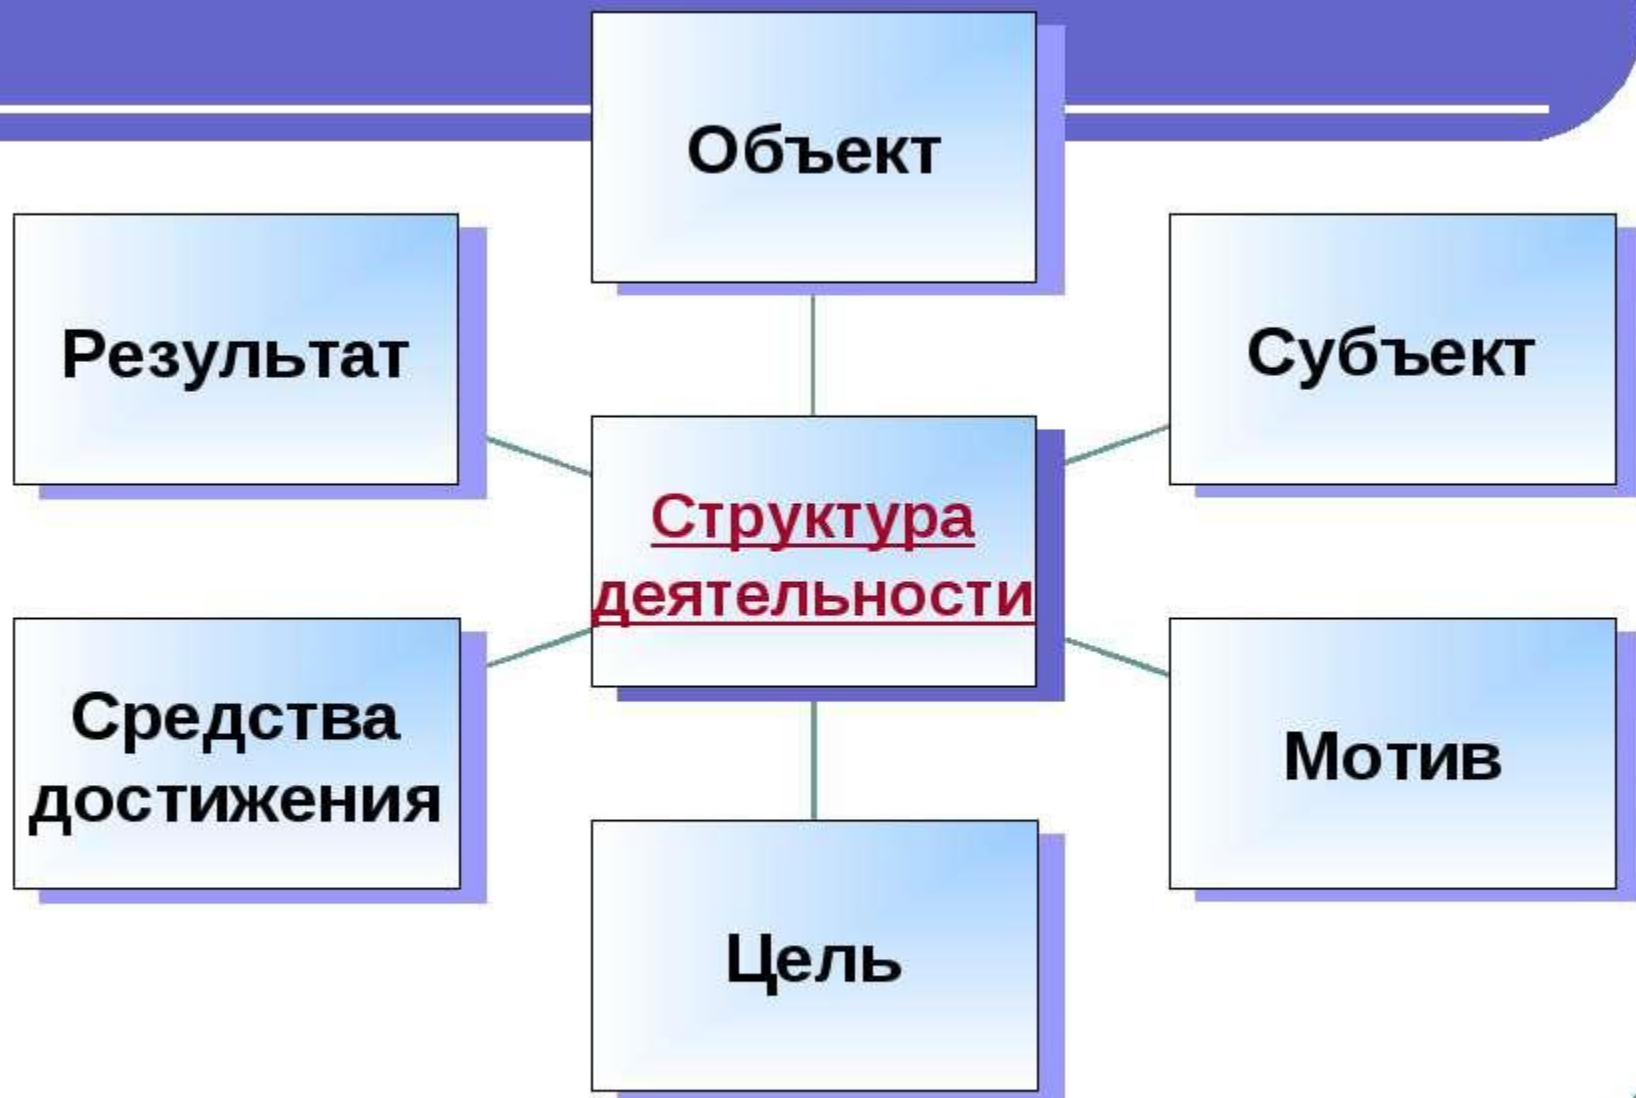 Объект
Результат
Субъект
Структура
деятельности
Средства
достижения
Мотив
Цель